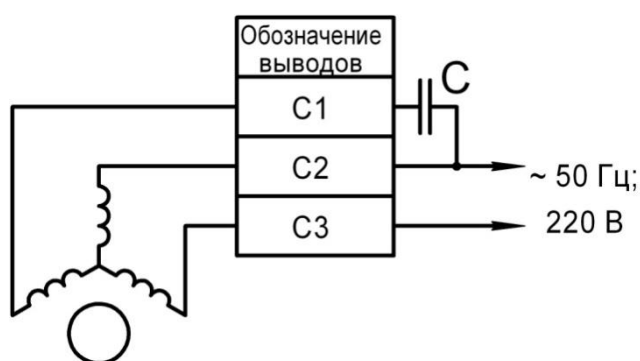 Обозначение
выводов
С
С1
С2
~ 50 Гц;
С3
220 В